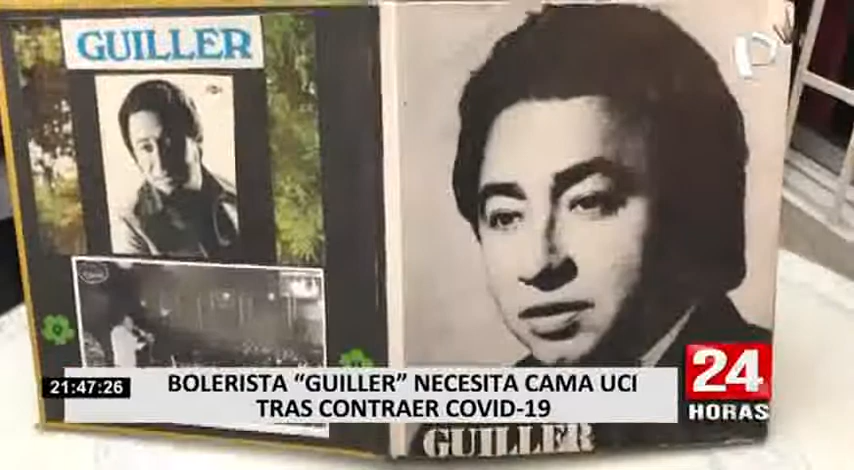 GUILLER
21:47:26
BOLERISTA "GUILLER" NECESITA CAMA UCI
TRAS CONTRAER COVID-19
24
HORAS
GUILLER